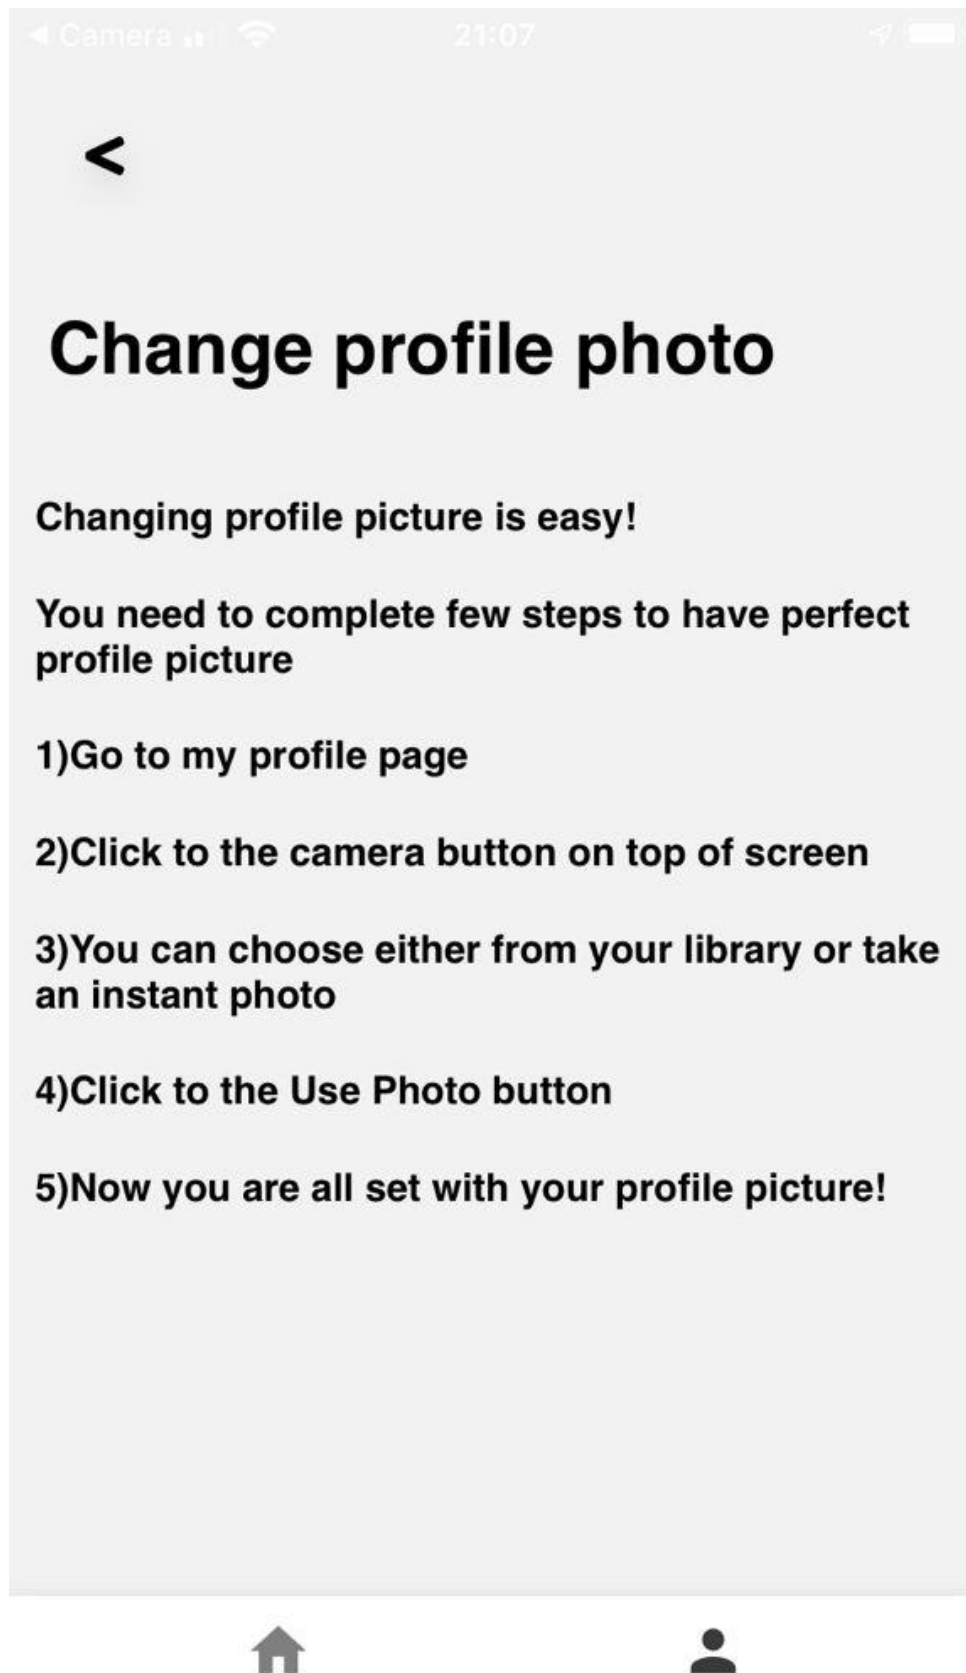 Camera
21:07
<
Change profile photo
Changing profile picture is easy!
You need to complete few steps to have perfect
profile picture
1)Go to my profile page
2)Click to the camera button on top of screen
3)You can choose either from your library or take
an instant photo
4)Click to the Use Photo button
5)Now you are all set with your profile picture!